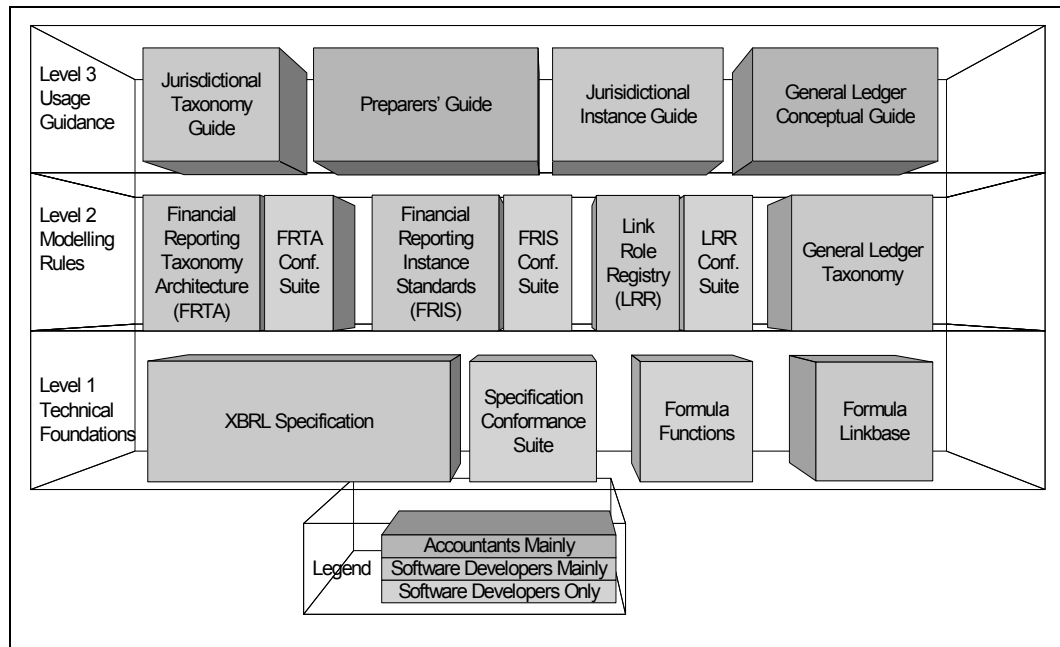 Level 3
Usage
Guidance
Jurisdictional
Taxonomy
Guide
Preparers' Guide
Jurisidictional
Instance Guide
General Ledger
Conceptual Guide
Level 2
Modelling
Rules
Financial
Reporting
Taxonomy
Architecture
(FRTA)
FRTA
Conf.
Suite
Financial
Reporting
Instance
Standards
(FRIS)
FRIS
Conf.
Suite
Link
Role
Registry
(LRR)
LRR
Conf.
Suite
General Ledger
Taxonomy
Level 1
Technical
Foundations
XBRL Specification
Specification
Conformance
Suite
Formula
Functions
Formula
Linkbase
Legend
Accountants Mainly
Software Developers Mainly
Software Developers Only